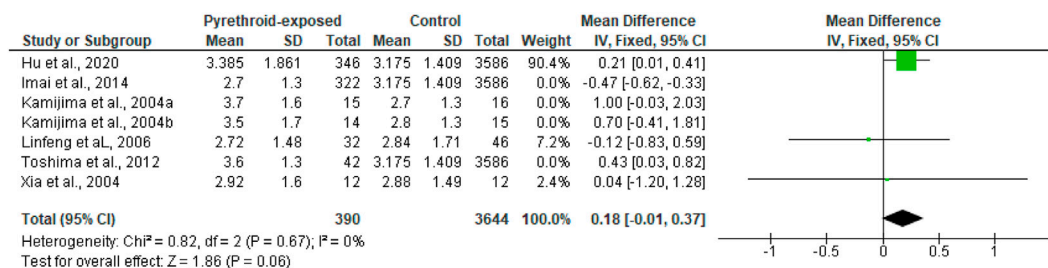 Pyrethroid-exposed Control Mean Difference Mean Difference
Study or Subgroup Mean SD Total Mean SD Total Weight IV, Fixed, 95% CI IV, Fixed, 95% CI
Hu et al., 2020 3.385 1.861 346 3.175 1.409 3586 90.4% 0.21 [0.01, 0.41]
Imai et al., 2014 2.7 1.3 322 3.175 1.409 3586 0.0% -0.47 [-0.62, -0.33]
Kamijima et al., 2004a 3.7 1.6 15 2.7 1.3 16 0.0% 1.00 [-0.03, 2.03]
Kamijima et al., 2004b 3.5 1.7 14 2.8 1.3 15 0.0% 0.70 [-0.41, 1.81]
Linfeng et aL, 2006 2.72 1.48 32 2.84 1.71 46 7.2% -0.12 [-0.83, 0.59]
Toshima et al., 2012 3.6 1.3 42 3.175 1.409 3586 0.0% 0.43 [0.03, 0.82]
Xia et al., 2004 2.92 1.6 12 2.88 1.49 12 2.4% 0.04 [-1.20, 1.28]
Total (95% CI) 390 3644 100.0% 0.18 [-0.01, 0.37]
Heterogeneity: Chi² = 0.82, df = 2 (P = 0.67); I² = 0%
Test for overall effect: Z = 1.86 (P = 0.06)
-1 -0.5 0 0.5 1